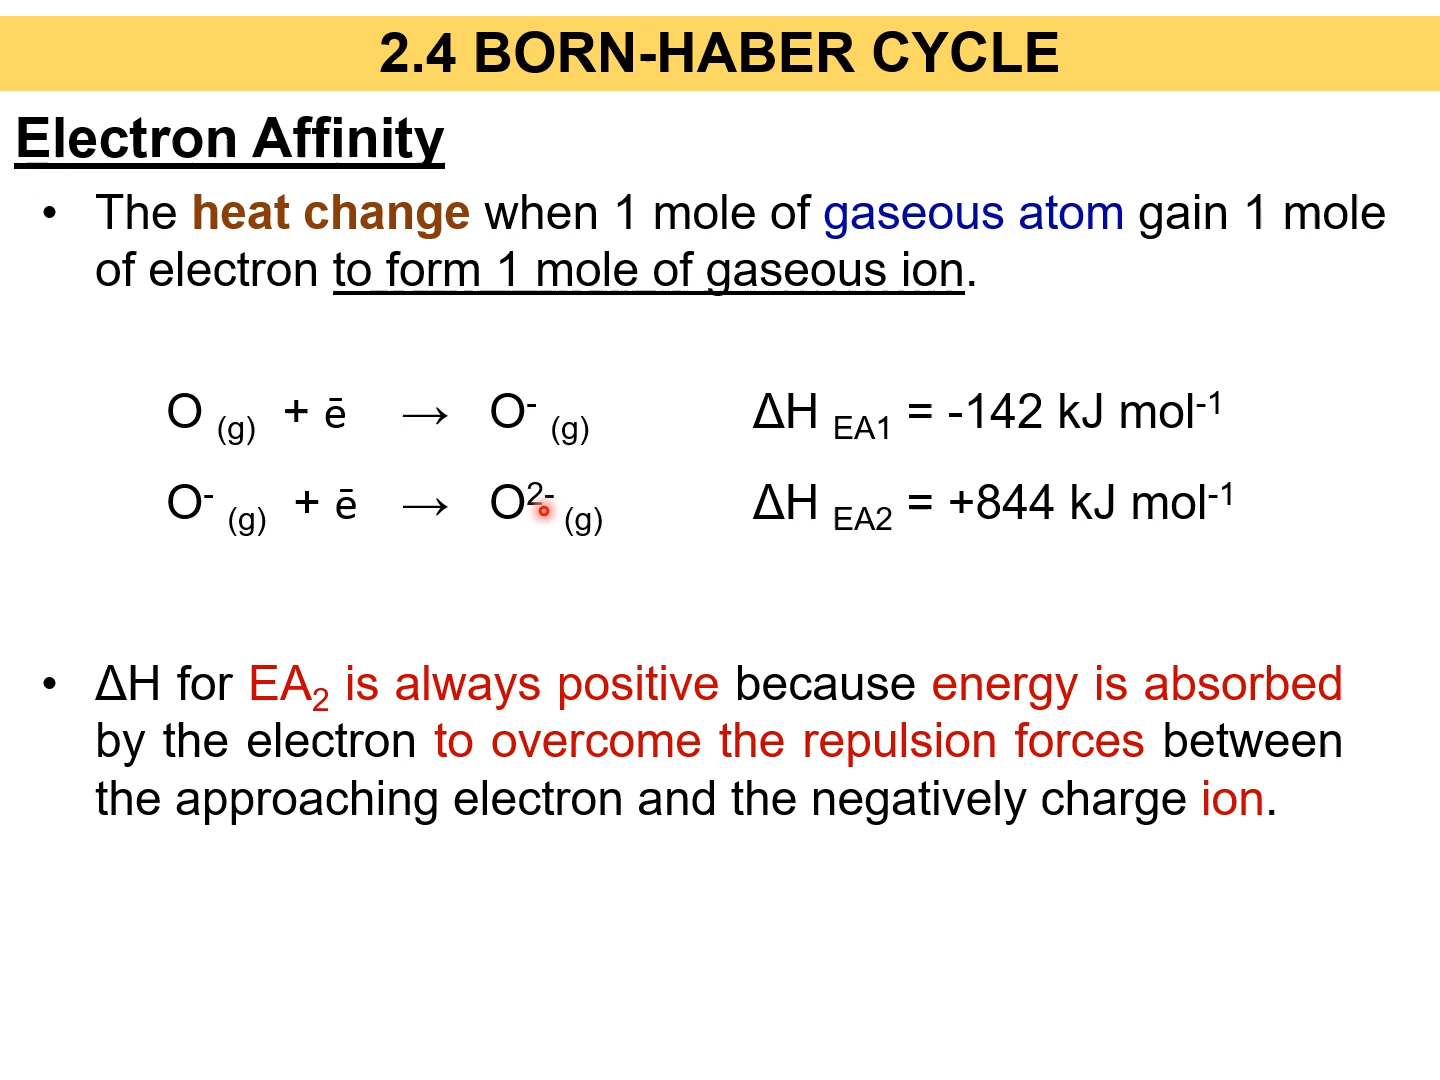 2.4 BORN-HABER CYCLE
Electron Affinity
• The heat change when 1 mole of gaseous atom gain 1 mole
of electron to form 1 mole of gaseous ion.
O (g) + ē → O⁻ (g) ΔH EA1 = -142 kJ mol⁻¹
O⁻ (g) + ē → O²⁻ (g) ΔH EA2 = +844 kJ mol⁻¹
• ΔH for EA₂ is always positive because energy is absorbed
by the electron to overcome the repulsion forces between
the approaching electron and the negatively charge ion.